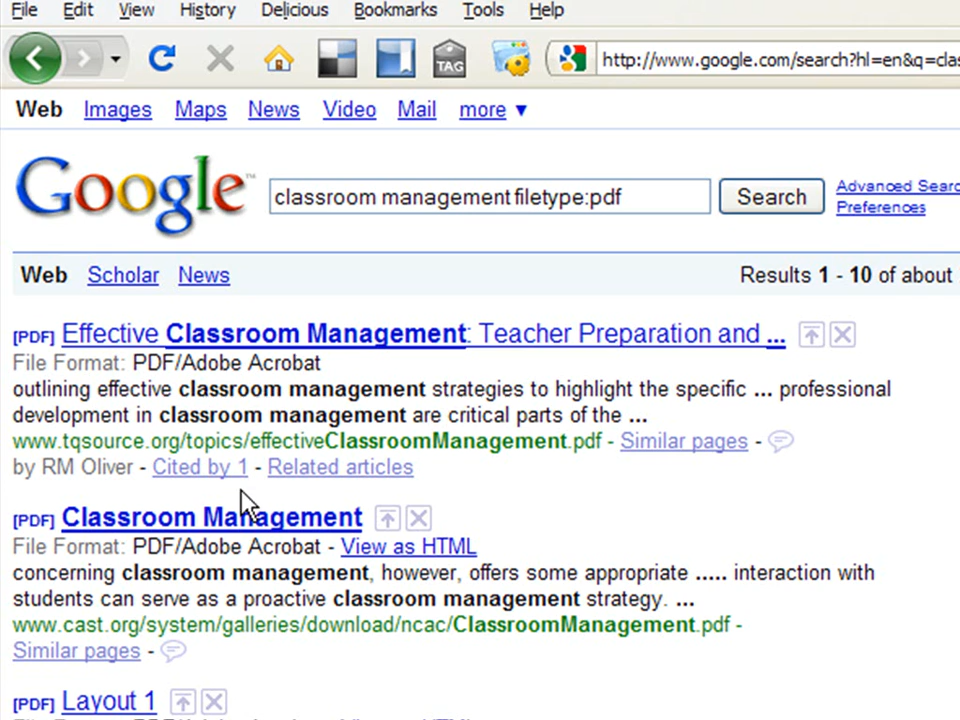 File Edit View History Delicious Bookmarks Tools Help
TAG http://www.google.com/search?hl=en&q=clas
Web Images Maps News Video Mail more ▼
Google™ classroom management filetype:pdf Search Advanced Searc
Preferences
Web Scholar News Results 1 - 10 of about
[PDF] Effective Classroom Management: Teacher Preparation and ...
File Format: PDF/Adobe Acrobat
outlining effective classroom management strategies to highlight the specific ... professional
development in classroom management are critical parts of the ...
www.tqsource.org/topics/effectiveClassroomManagement.pdf - Similar pages -
by RM Oliver - Cited by 1 - Related articles
[PDF] Classroom Management
File Format: PDF/Adobe Acrobat - View as HTML
concerning classroom management, however, offers some appropriate ..... interaction with
students can serve as a proactive classroom management strategy. ...
www.cast.org/system/galleries/download/ncac/ClassroomManagement.pdf -
Similar pages -
[PDF] Layout 1